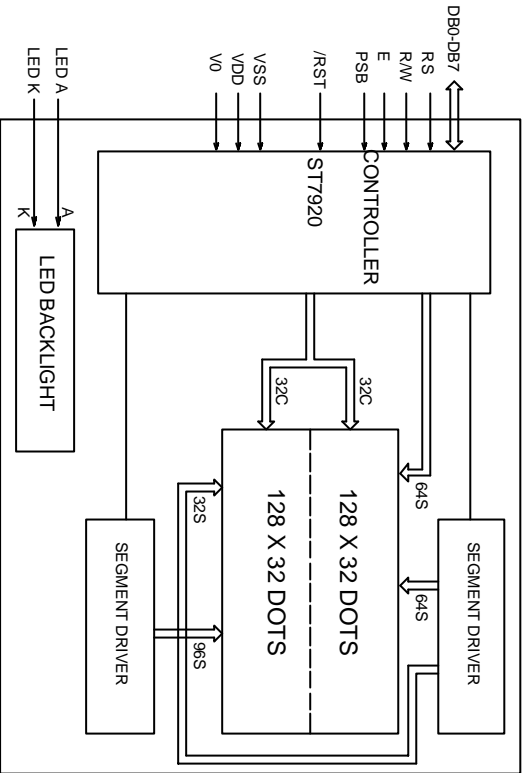 DB0-DB7
RS
R/W
E
PSB
/RST
VSS
VDD
V0
LED A
LED K
CONTROLLER
ST7920
A
K
LED BACKLIGHT
32C
32C
64S
64S
128 X 32 DOTS
128 X 32 DOTS
32S
96S
SEGMENT DRIVER
SEGMENT DRIVER